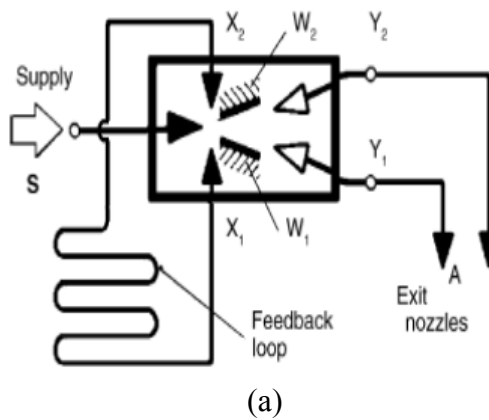 X2 W2 Y2
Supply
S
Y1
X1 W1
A
Exit
nozzles
Feedback
loop
(a)